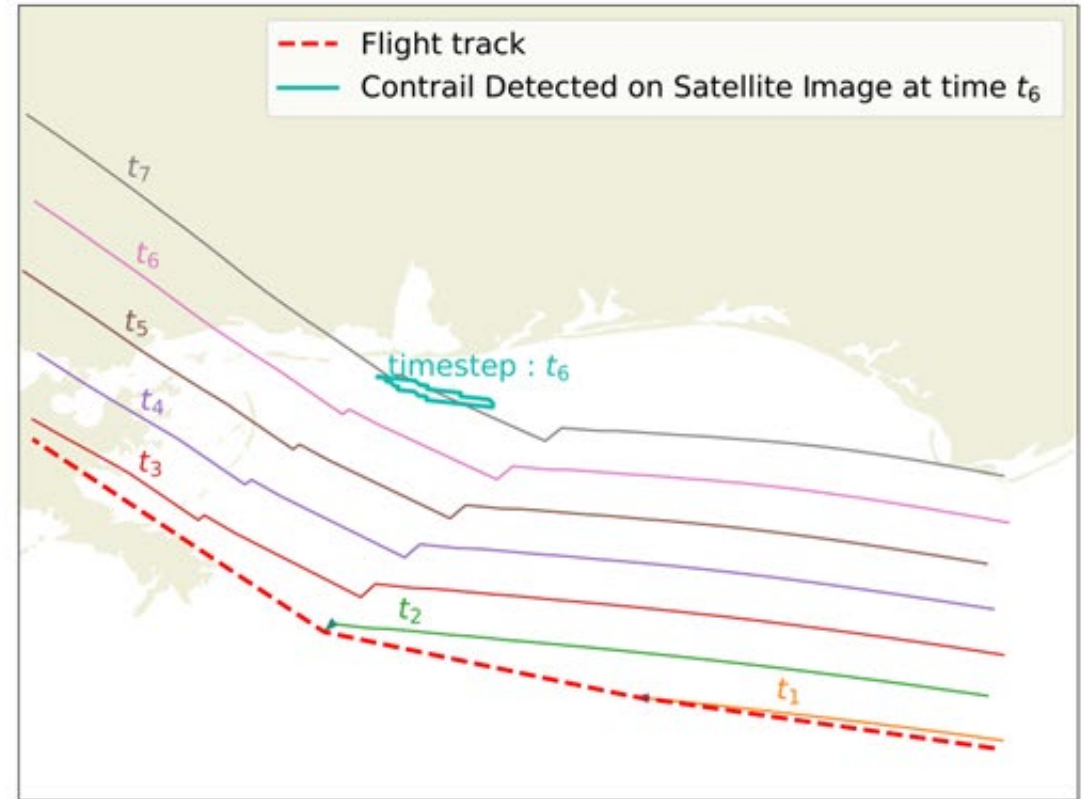 Flight track
Contrail Detected on Satellite Image at time t₆
t₇
t₆
t₅
timestep : t₆
t₄
t₃
t₂
t₁